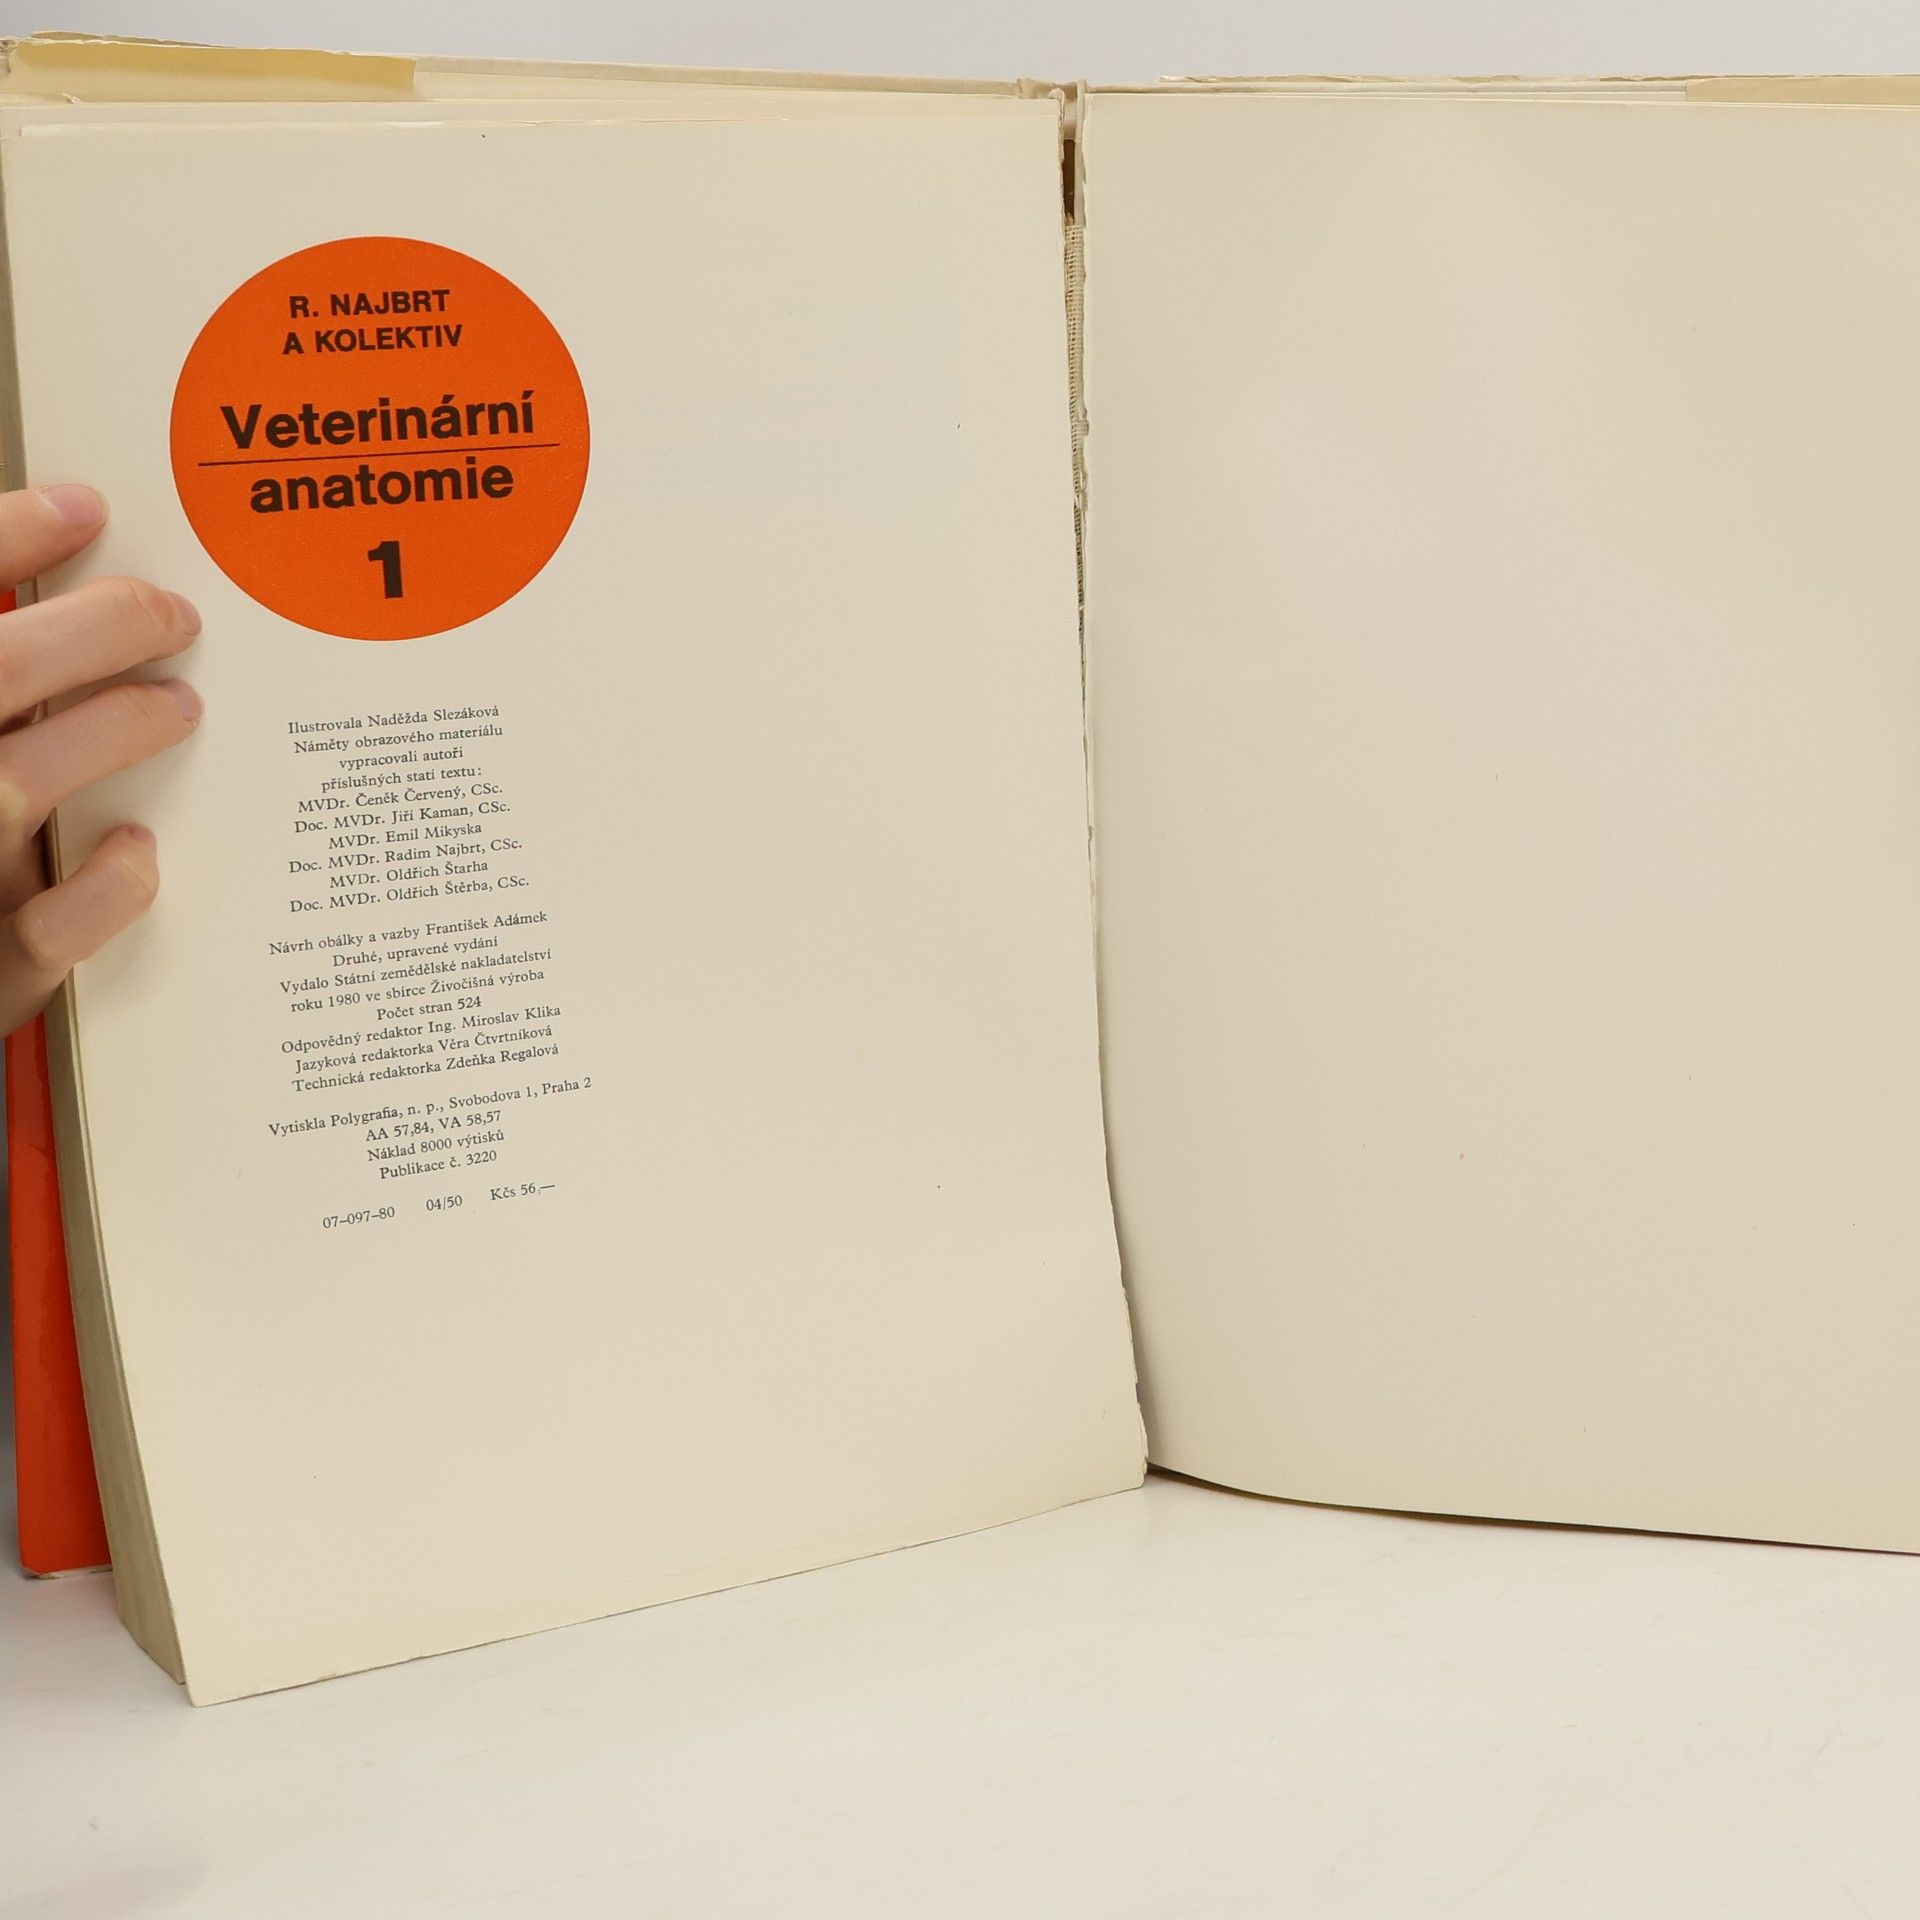 R. NAJBRT
A KOLEKTIV
Veterinární
anatomie
1
Ilustrovala Naděžda Slezáková
Náměty obrazového materiálu
vypracovali autoři
příslušných statí textu:
MVDr. Čeněk Červený, CSc.
Doc. MVDr. Jiří Kaman, CSc.
MVDr. Emil Mikyska
Doc. MVDr. Radim Najbrt, CSc.
MVDr. Oldřich Štarha
Doc. MVDr. Oldřich Štěrba, CSc.
Návrh obálky a vazby František Adámek
Druhé, upravené vydání
Vydalo Státní zemědělské nakladatelství
roku 1980 ve sbírce Živočišná výroba
Počet stran 524
Odpovědný redaktor Ing. Miroslav Klika
Jazyková redaktorka Věra Čtvrtníková
Technická redaktorka Zdeňka Regalová
Vytiskla Polygrafia, n. p., Svobodova 1, Praha 2
AA 57,84, VA 58,57
Náklad 8000 výtisků
Publikace č. 3220
07–097–80 04/50 Kčs 56,—